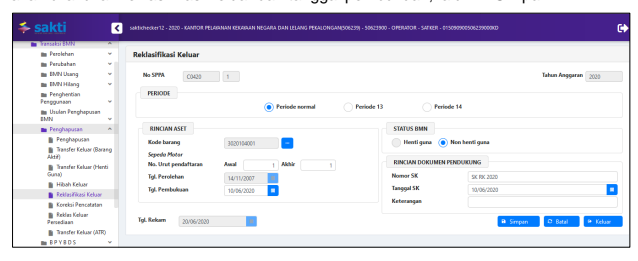 sakti
saktichecker12 - 2020 - KANTOR PELAYANAN KEKAYAAN NEGARA DAN LELANG PEKALONGAN(506239) - 50623900 - OPERATOR - SATKER - 015090900506239000KD
Transaksi BMN
Perolehan
Perubahan
BMN Usang
BMN Hilang
Penghentian Penggunaan
Usulan Penghapusan BMN
Penghapusan
Penghapusan
Transfer Keluar (Barang Aktif)
Transfer Keluar (Henti Guna)
Hibah Keluar
Reklasifikasi Keluar
Koreksi Pencatatan
Reklas Keluar Persediaan
Transfer Keluar (ATR)
B P Y B D S
Reklasifikasi Keluar
No SPPA C0420 1 Tahun Anggaran 2020
PERIODE
Periode normal Periode 13 Periode 14
RINCIAN ASET
Kode barang 3020104001
Sepeda Motor
No. Urut pendaftaran Awal 1 Akhir 1
Tgl. Perolehan 14/11/2007
Tgl. Pembukuan 10/06/2020
STATUS BMN
Henti guna Non henti guna
RINCIAN DOKUMEN PENDUKUNG
Nomor SK SK RK 2020
Tanggal SK 10/06/2020
Keterangan
Tgl. Rekam 20/06/2020
Simpan Batal Keluar